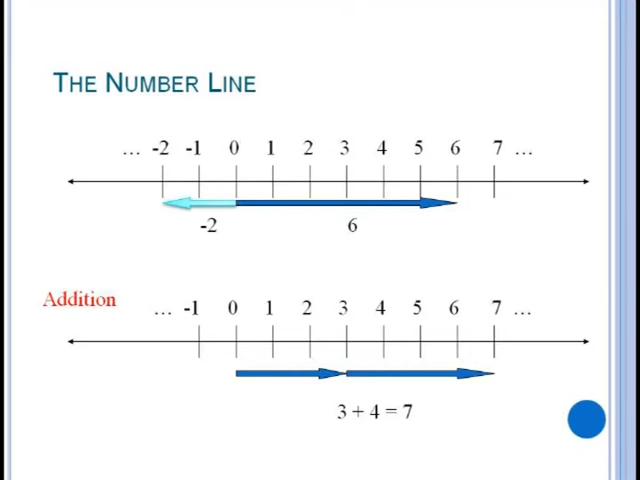 THE NUMBER LINE
... -2 -1 0 1 2 3 4 5 6 7 ...
-2 6
Addition
... -1 0 1 2 3 4 5 6 7 ...
3 + 4 = 7